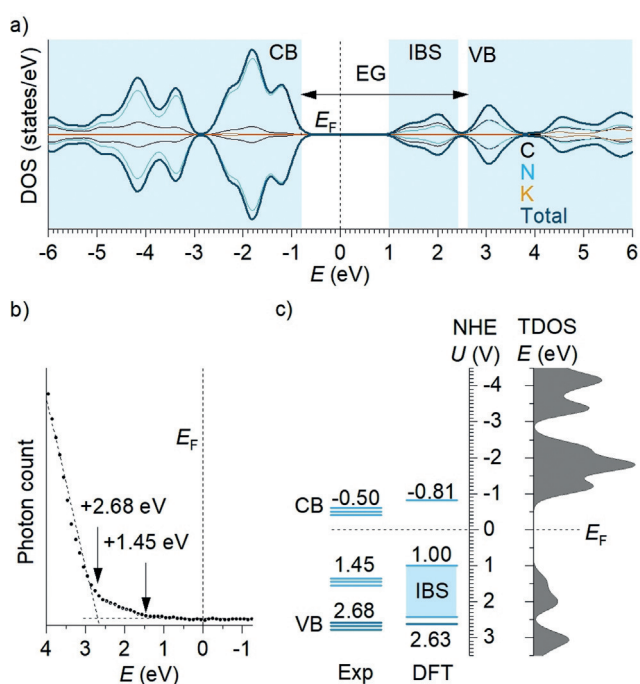 a)
DOS (states/eV)
CB
IBS
VB
EG
E_F
C
N
K
Total
-6 -5 -4 -3 -2 -1 0 1 2 3 4 5 6
E (eV)
b)
Photon count
E_F
+2.68 eV
+1.45 eV
4 3 2 1 0 -1
E (eV)
c)
NHE TDOS
U (V) E (eV)
-4
-3
-2
-0.50 -0.81
CB
-1
0
E_F
1.45 1.00
1
IBS
2
2.68
VB
2.63
3
Exp DFT